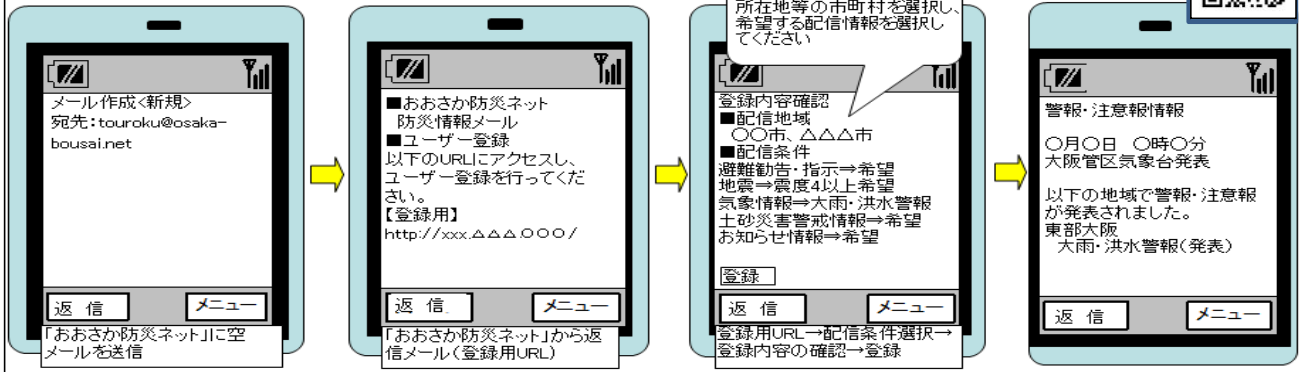 メール作成<新規>
宛先:touroku@osaka-
bousai.net
返 信
メニュー
「おおさか防災ネット」に空
メールを送信
■おおさか防災ネット
防災情報メール
■ユーザー登録
以下のURLにアクセスし、
ユーザー登録を行ってくだ
さい。
【登録用】
http://xxx.△△△.○○○/
返 信
メニュー
「おおさか防災ネット」から返
信メール(登録用URL)
所在地等の市町村を選択し、
希望する配信情報を選択し
てください
登録内容確認
■配信地域
○○市、△△△市
■配信条件
避難勧告・指示⇒希望
地震⇒震度4以上希望
気象情報⇒大雨・洪水警報
土砂災害警戒情報⇒希望
お知らせ情報⇒希望
登録
返 信
メニュー
登録用URL→配信条件選択→
登録内容の確認→登録
警報・注意報情報
○月○日 ○時○分
大阪管区気象台発表
以下の地域で警報・注意報
が発表されました。
東部大阪
大雨・洪水警報(発表)
返 信
メニュー